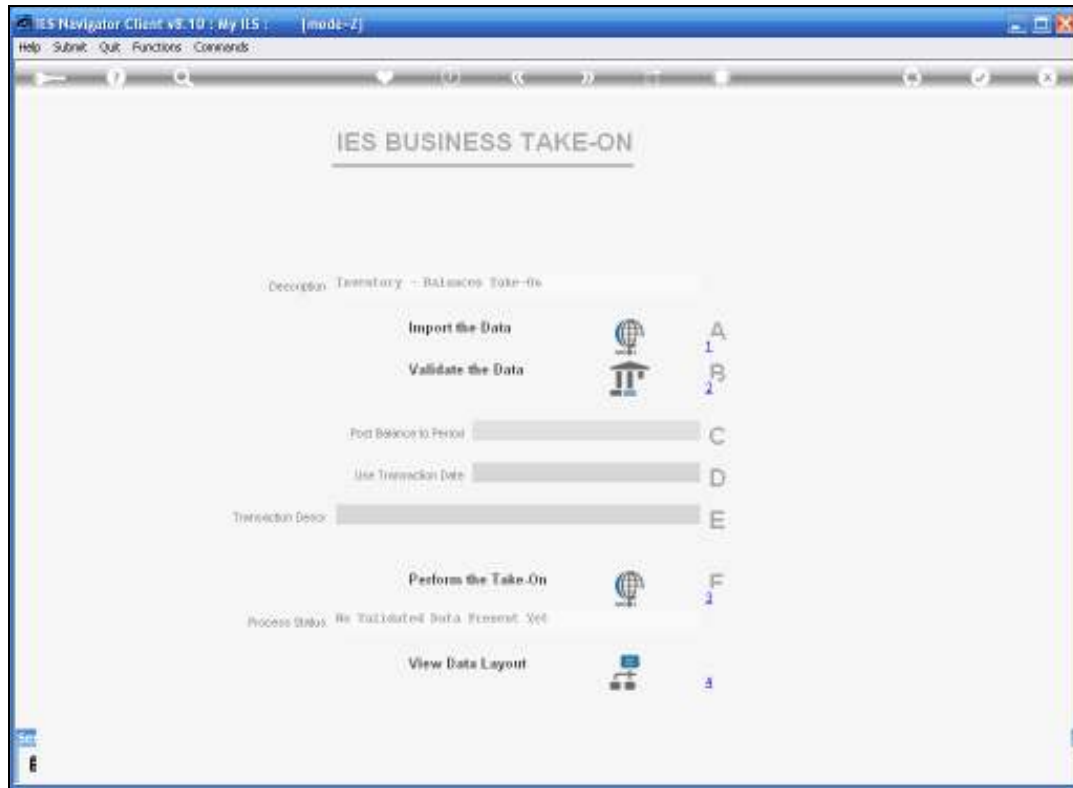 IES Navigator Client v8.10 : My IES : [mode-Z]
Help Submit Quit Functions Commands
IES BUSINESS TAKE-ON
Description Inventory - Balances Take-On
Import the Data A
1
Validate the Data B
2
Post Balance to Period C
Use Transaction Date D
Transaction Descr E
Perform the Take-On F
3
Process Status No Validated Data Present Yet
View Data Layout
4